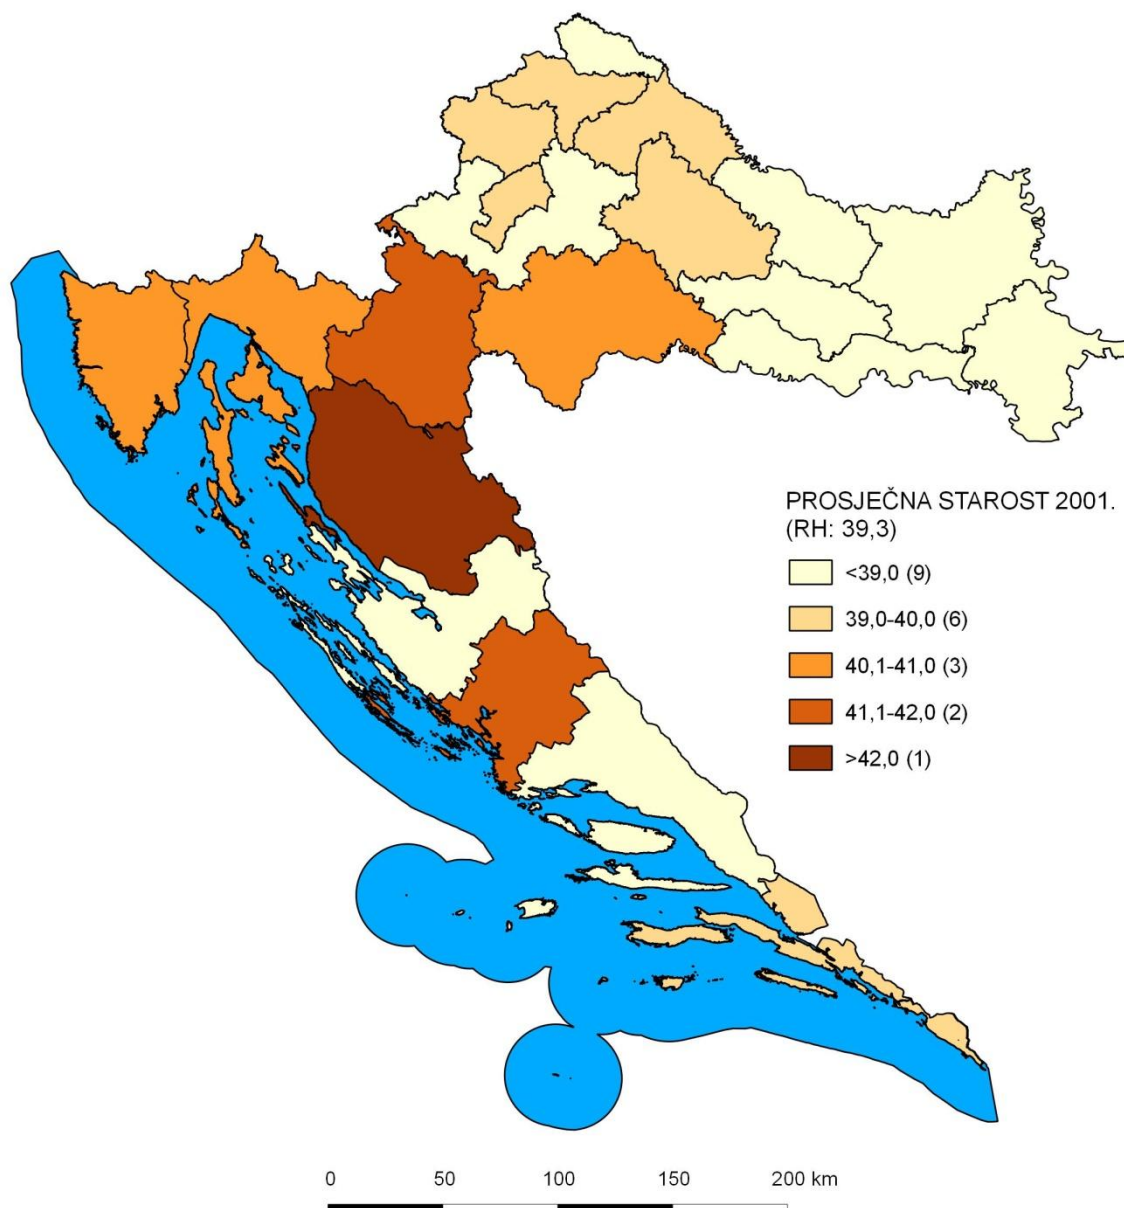 PROSJEČNA STAROST 2001.
(RH: 39,3)
<39,0 (9)
39,0-40,0 (6)
40,1-41,0 (3)
41,1-42,0 (2)
>42,0 (1)
0 50 100 150 200 km